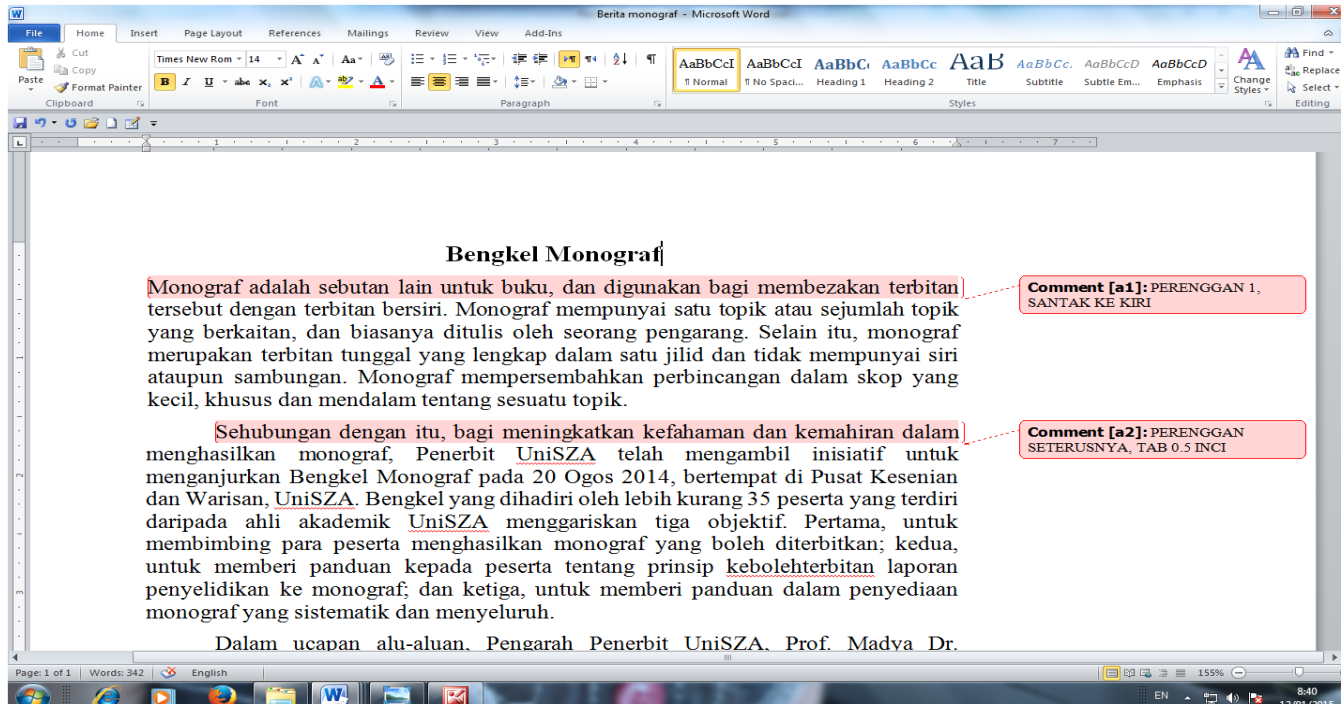 Berita monograf - Microsoft Word
File Home Insert Page Layout References Mailings Review View Add-Ins
Cut
Copy
Paste
Format Painter
Clipboard
Times New Rom 14
Font
Paragraph
AaBbCcI AaBbCcI AaBbCc AaBbCc AaB AaBbCc. AaBbCcD AaBbCcD
¶ Normal ¶ No Spaci... Heading 1 Heading 2 Title Subtitle Subtle Em... Emphasis
Change Styles
Styles
Find
Replace
Select
Editing
1 2 3 4 5 6 7
Bengkel Monograf
Monograf adalah sebutan lain untuk buku, dan digunakan bagi membezakan terbitan
tersebut dengan terbitan bersiri. Monograf mempunyai satu topik atau sejumlah topik
yang berkaitan, dan biasanya ditulis oleh seorang pengarang. Selain itu, monograf
merupakan terbitan tunggal yang lengkap dalam satu jilid dan tidak mempunyai siri
ataupun sambungan. Monograf mempersembahkan perbincangan dalam skop yang
kecil, khusus dan mendalam tentang sesuatu topik.
Comment [a1]: PERENGGAN 1,
SANTAK KE KIRI
Sehubungan dengan itu, bagi meningkatkan kefahaman dan kemahiran dalam
menghasilkan monograf, Penerbit UniSZA telah mengambil inisiatif untuk
menganjurkan Bengkel Monograf pada 20 Ogos 2014, bertempat di Pusat Kesenian
dan Warisan, UniSZA. Bengkel yang dihadiri oleh lebih kurang 35 peserta yang terdiri
daripada ahli akademik UniSZA menggariskan tiga objektif. Pertama, untuk
membimbing para peserta menghasilkan monograf yang boleh diterbitkan; kedua,
untuk memberi panduan kepada peserta tentang prinsip kebolehterbitan laporan
penyelidikan ke monograf; dan ketiga, untuk memberi panduan dalam penyediaan
monograf yang sistematik dan menyeluruh.
Comment [a2]: PERENGGAN
SETERUSNYA, TAB 0.5 INCI
Dalam ucapan alu-aluan, Pengarah Penerbit UniSZA, Prof. Madya Dr.
Page: 1 of 1 Words: 342 English 155%
EN 8:40